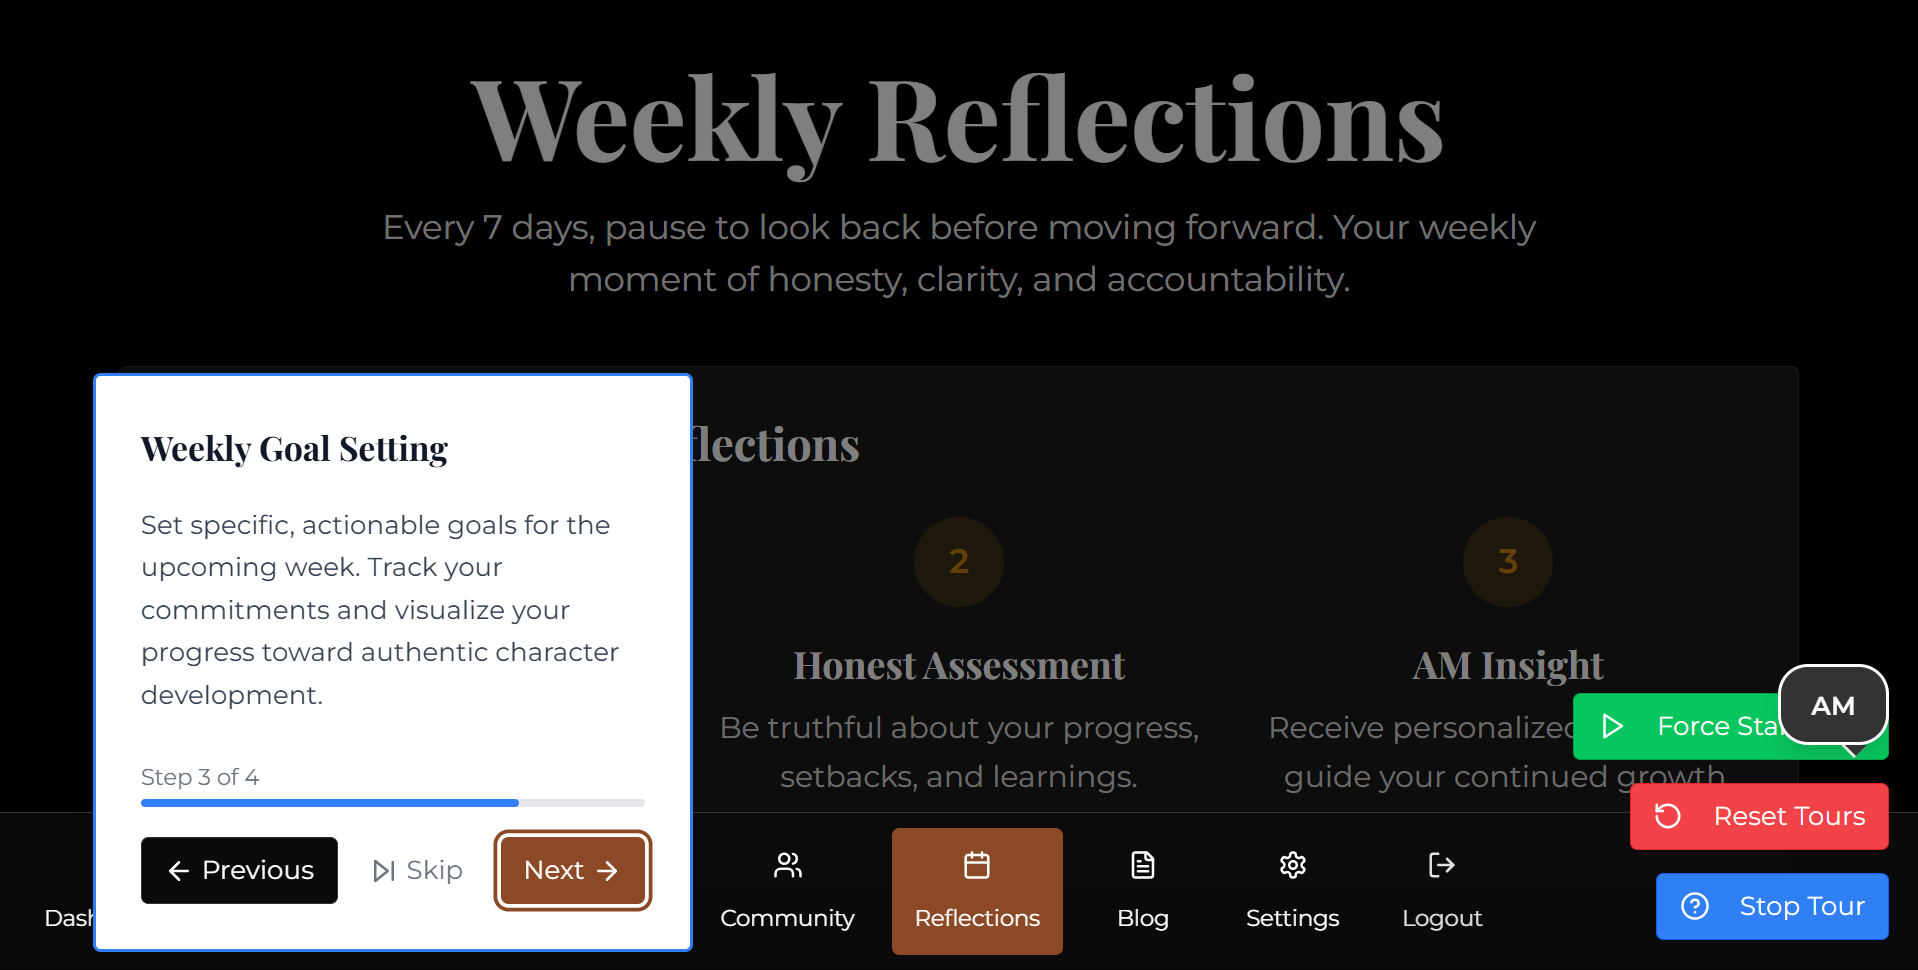 Weekly Reflections
Every 7 days, pause to look back before moving forward. Your weekly
moment of honesty, clarity, and accountability.
flections
Weekly Goal Setting
Set specific, actionable goals for the
upcoming week. Track your
commitments and visualize your
progress toward authentic character
development.
Step 3 of 4
Previous
Skip
Next
2
Honest Assessment
Be truthful about your progress,
setbacks, and learnings.
3
AM Insight
Receive personalized
guide your continued growth
AM
Force
Reset Tours
Stop Tour
Community
Reflections
Blog
Settings
Logout